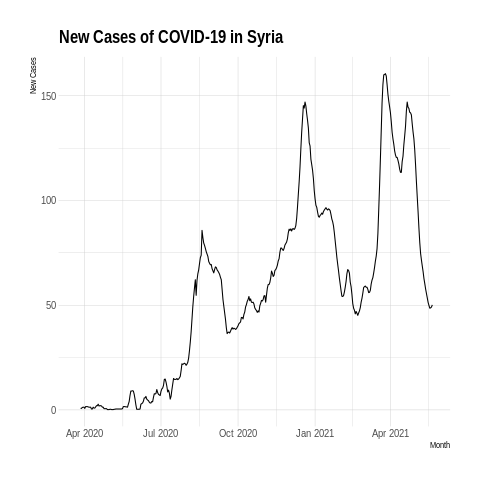 New Cases of COVID-19 in Syria
New Cases
150
100
50
0
Apr 2020
Jul 2020
Oct 2020
Jan 2021
Apr 2021
Month